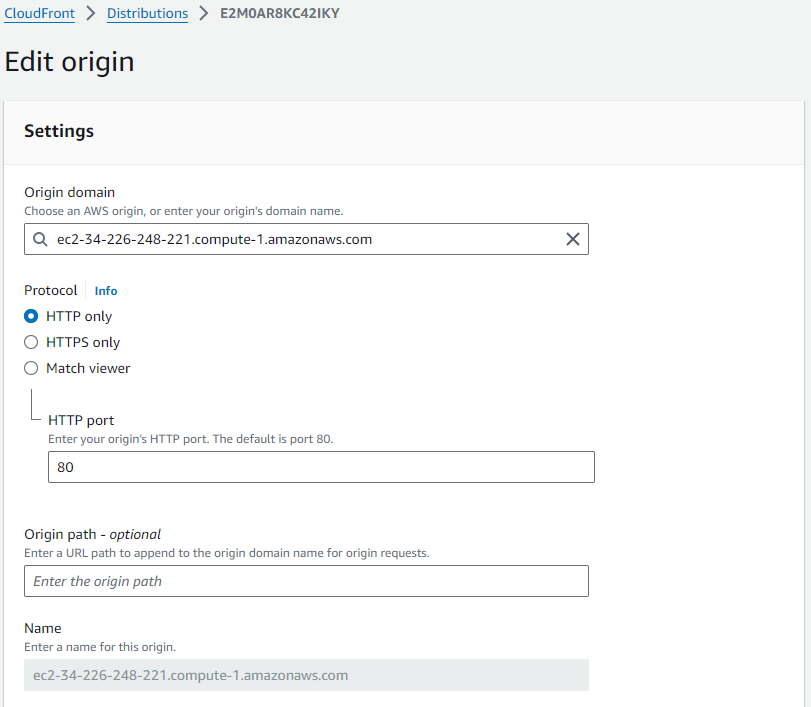 CloudFront > Distributions > E2M0AR8KC42IKY
Edit origin
Settings
Origin domain
Choose an AWS origin, or enter your origin's domain name.
ec2-34-226-248-221.compute-1.amazonaws.com
Protocol Info
HTTP only
HTTPS only
Match viewer
HTTP port
Enter your origin's HTTP port. The default is port 80.
80
Origin path - optional
Enter a URL path to append to the origin domain name for origin requests.
Enter the origin path
Name
Enter a name for this origin.
ec2-34-226-248-221.compute-1.amazonaws.com